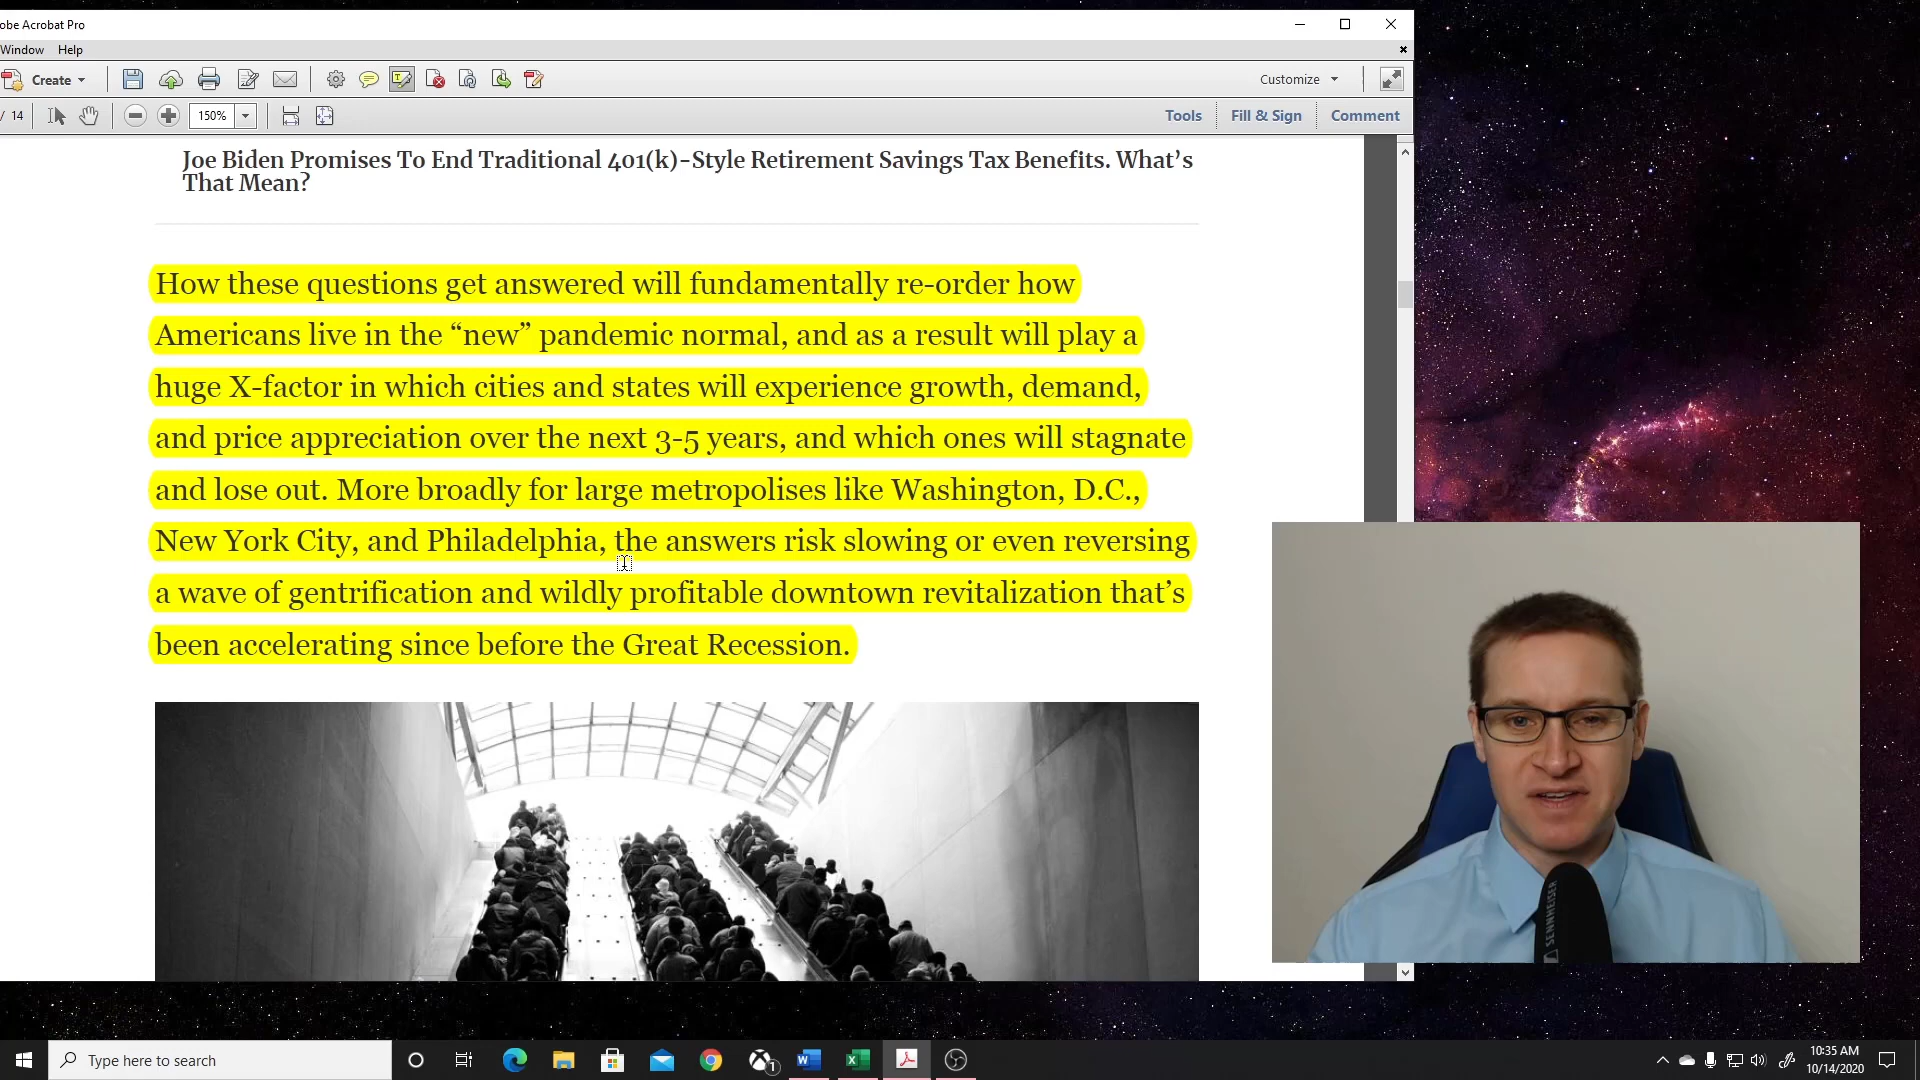 obe Acrobat Pro
Window Help
Create
Customize
/ 14
150%
Tools
Fill & Sign
Comment
Joe Biden Promises To End Traditional 401(k)-Style Retirement Savings Tax Benefits. What’s
That Mean?
How these questions get answered will fundamentally re-order how
Americans live in the “new” pandemic normal, and as a result will play a
huge X-factor in which cities and states will experience growth, demand,
and price appreciation over the next 3-5 years, and which ones will stagnate
and lose out. More broadly for large metropolises like Washington, D.C.,
New York City, and Philadelphia, the answers risk slowing or even reversing
a wave of gentrification and wildly profitable downtown revitalization that’s
been accelerating since before the Great Recession.
SENNHEISER
Type here to search
1
10:35 AM
10/14/2020